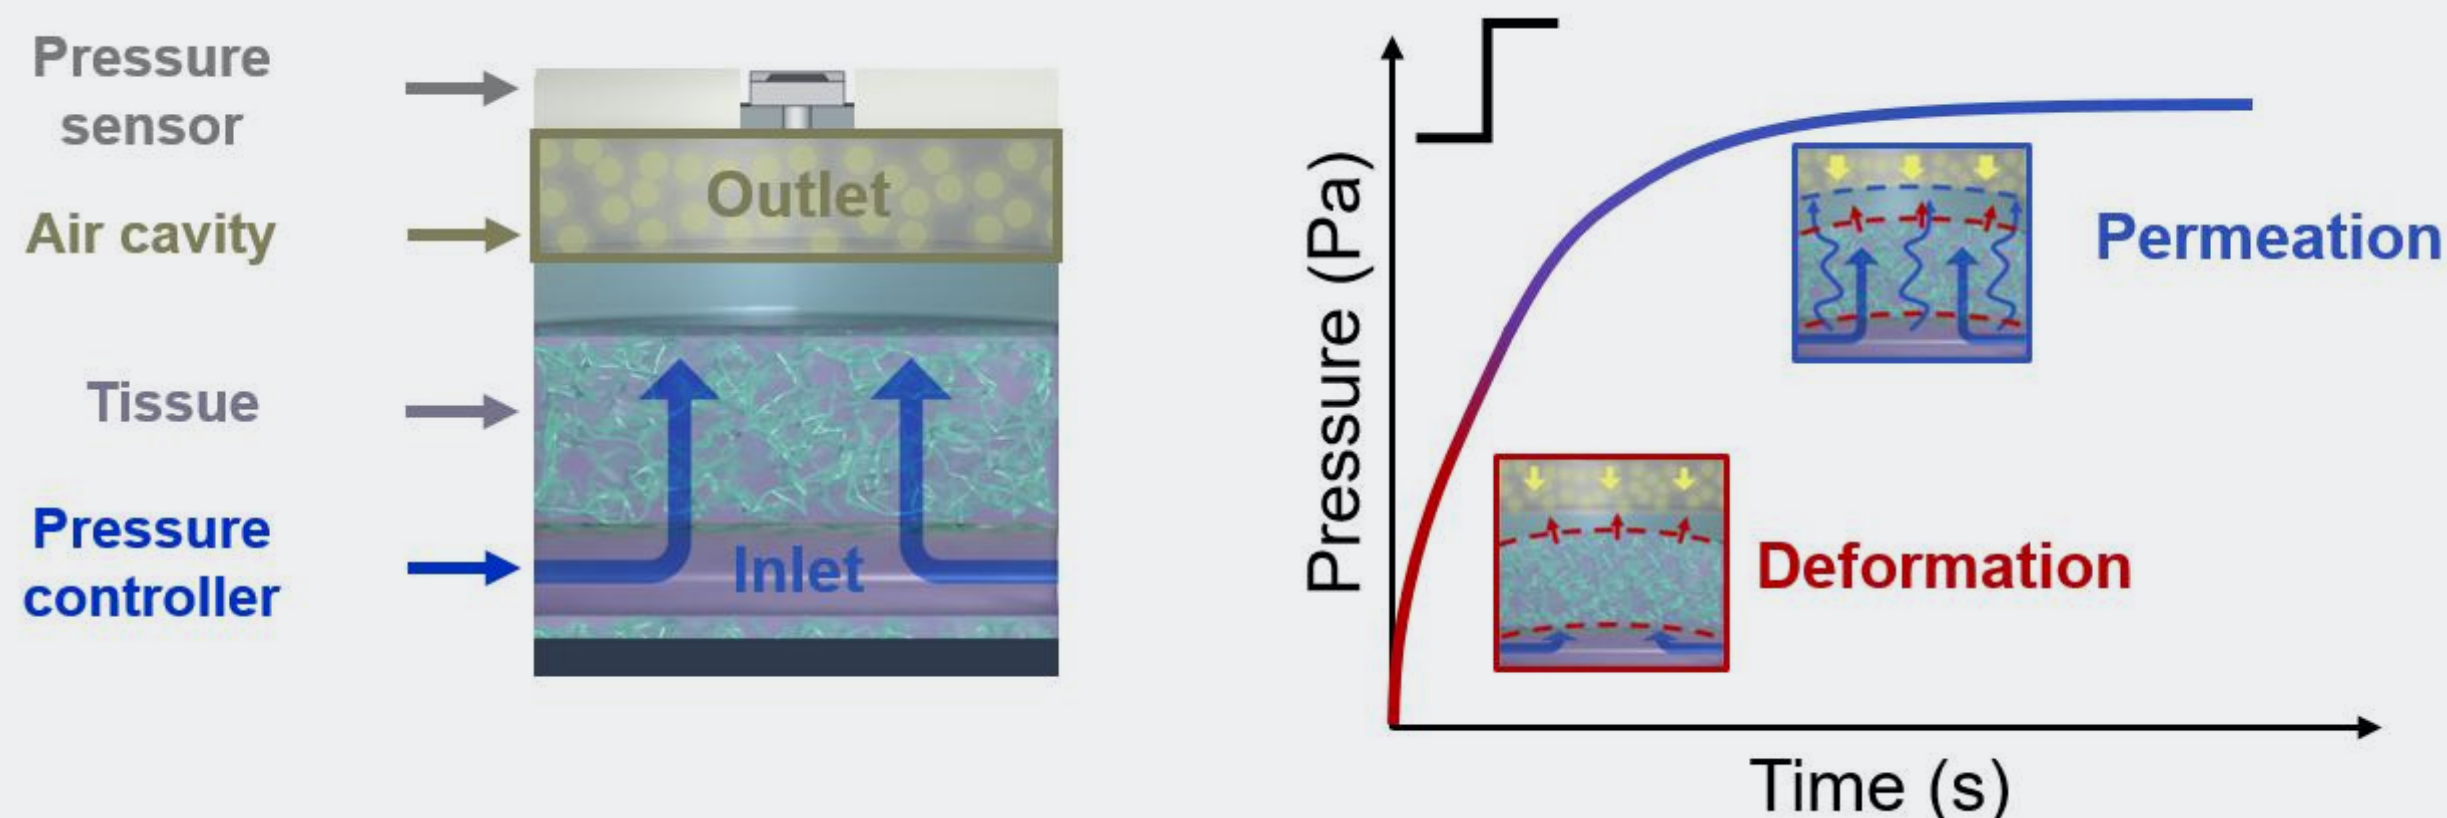 Pressure
sensor
Air cavity
Tissue
Pressure
controller
Outlet
Inlet
Pressure (Pa)
Permeation
Deformation
Time (s)